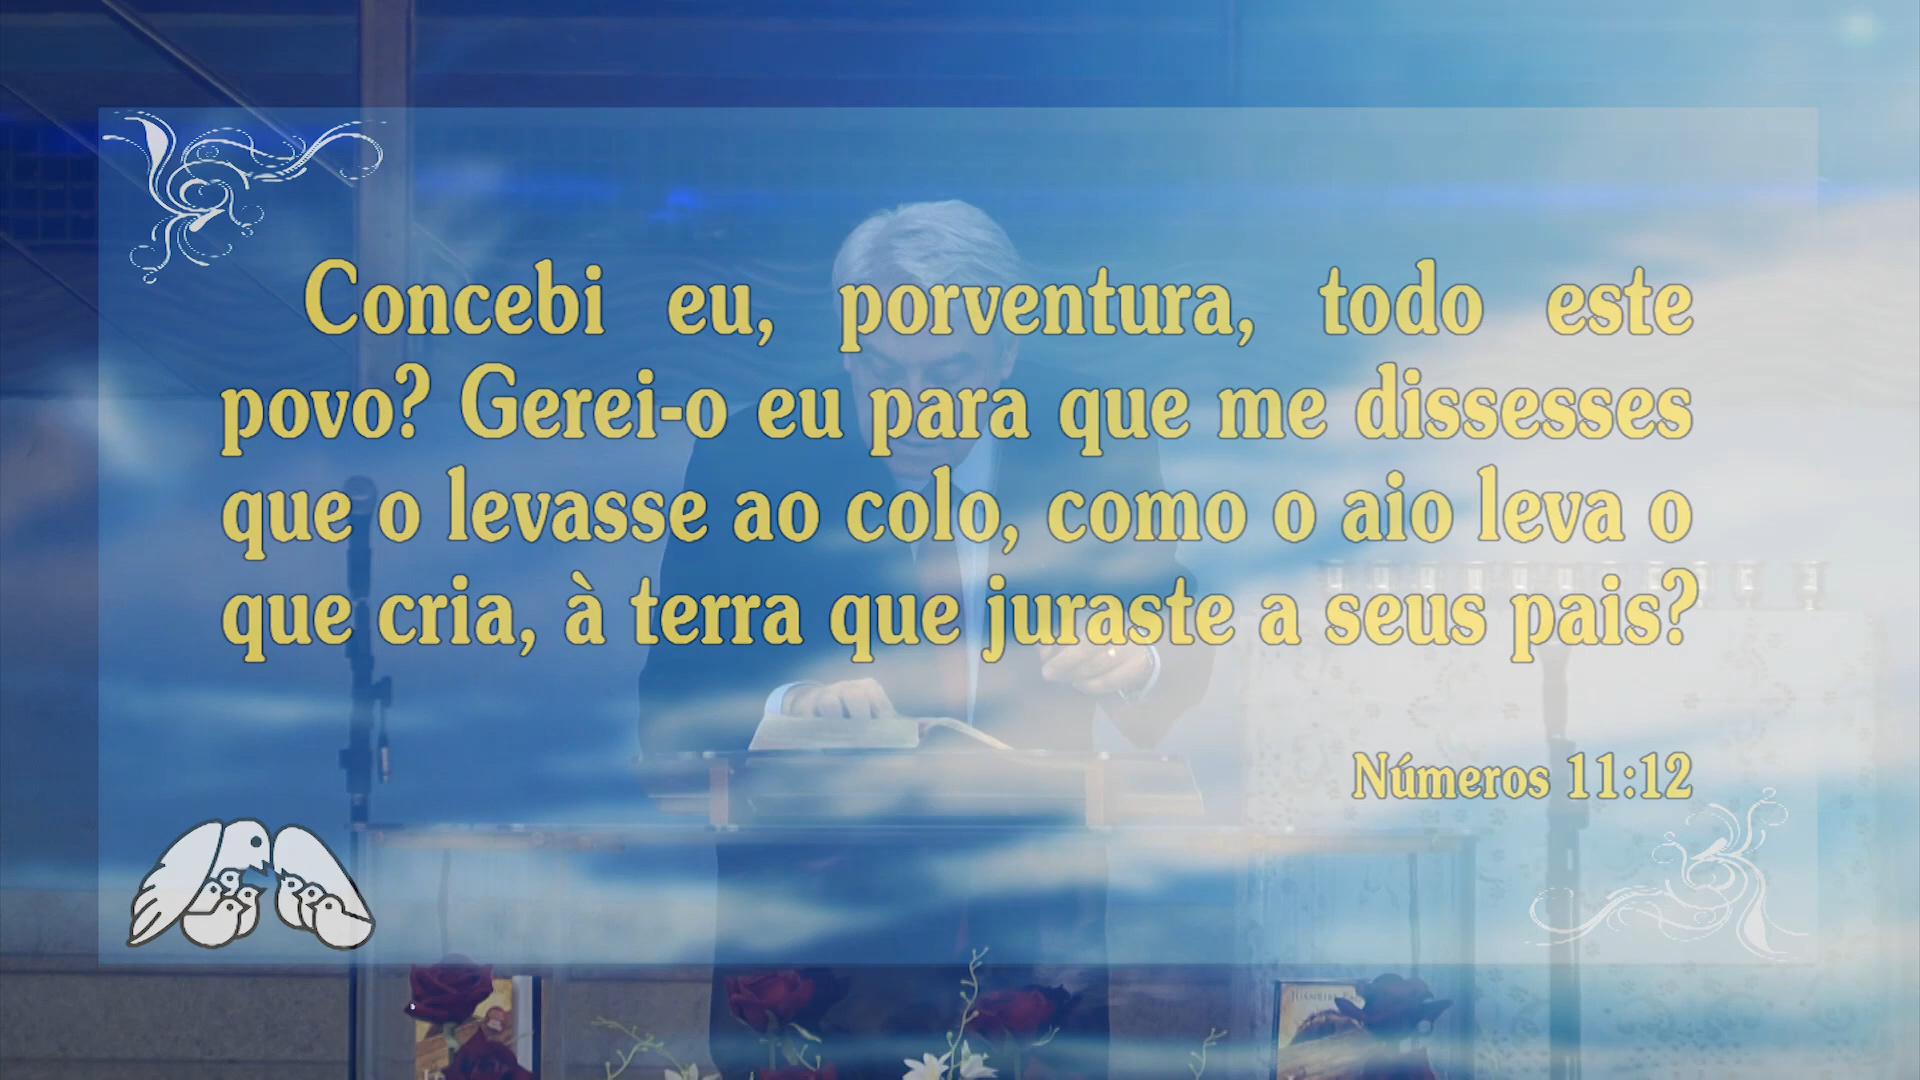 Concebi eu, porventura, todo este
povo? Gerei-o eu para que me dissesses
que o levasse ao colo, como o aio leva o
que cria, à terra que juraste a seus pais?
Números 11:12